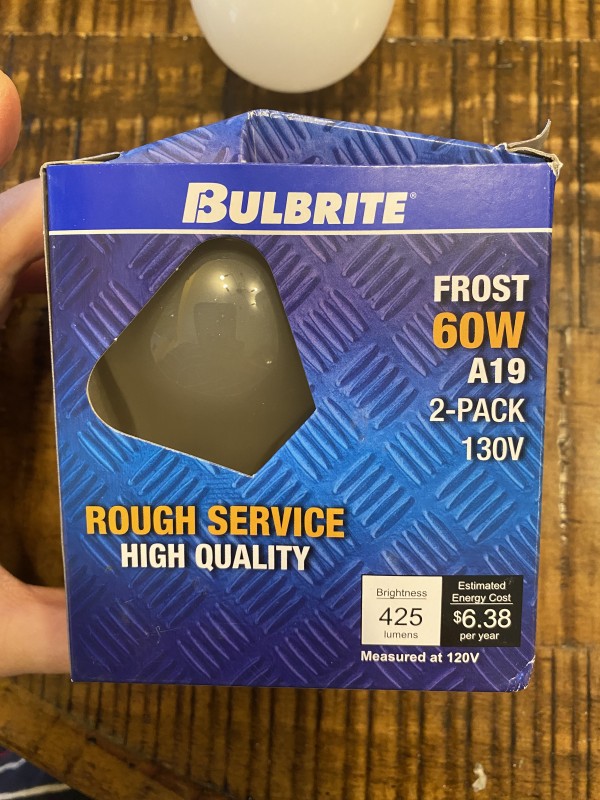 BULBRITE®
FROST
60W
A19
2-PACK
130V
ROUGH SERVICE
HIGH QUALITY
Brightness
425
lumens
Estimated
Energy Cost
$6.38
per year
Measured at 120V